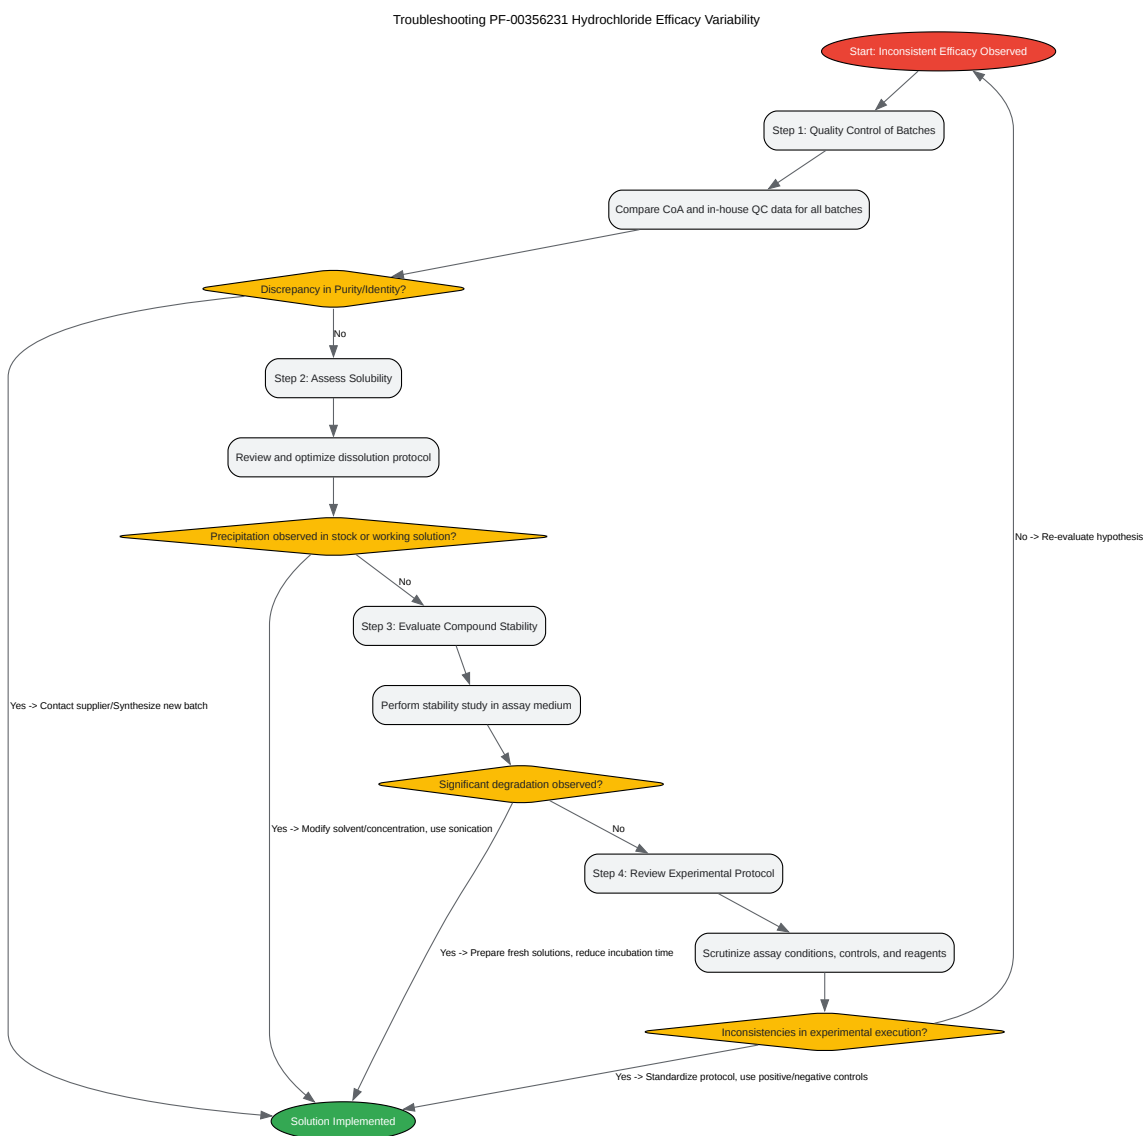 Troubleshooting PF-00356231 Hydrochloride Efficacy Variability
Start: Inconsistent Efficacy Observed
Step 1: Quality Control of Batches
Compare CoA and in-house QC data for all batches
Discrepancy in Purity/Identity?
No
Step 2: Assess Solubility
Review and optimize dissolution protocol
Precipitation observed in stock or working solution?
No -> Re-evaluate hypothesis
No
Step 3: Evaluate Compound Stability
Yes -> Contact supplier/Synthesize new batch
Perform stability study in assay medium
Significant degradation observed?
Yes -> Modify solvent/concentration, use sonication
No
Step 4: Review Experimental Protocol
Yes -> Prepare fresh solutions, reduce incubation time
Scrutinize assay conditions, controls, and reagents
Inconsistencies in experimental execution?
Yes -> Standardize protocol, use positive/negative controls
Solution Implemented